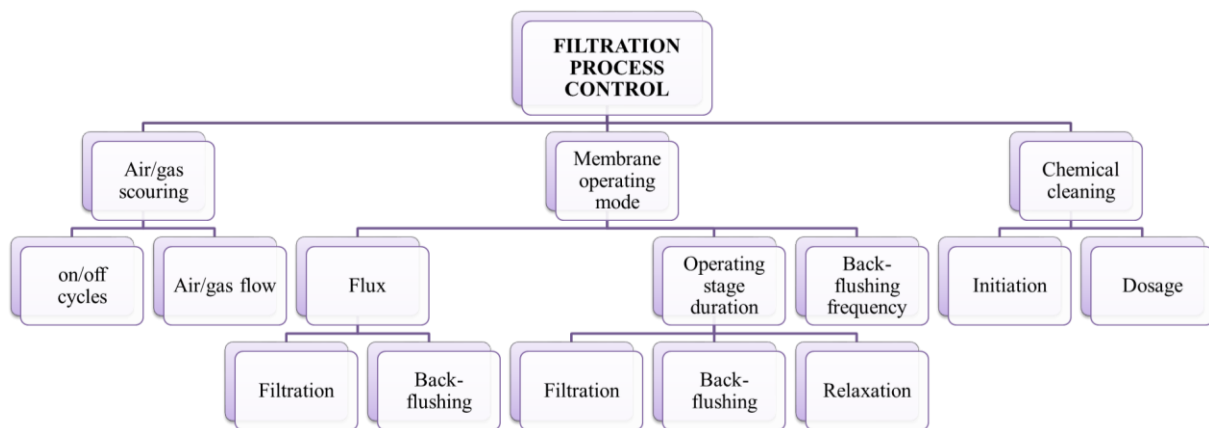 FILTRATION
PROCESS
CONTROL
Air/gas
scouring
Membrane
operating
mode
Chemical
cleaning
on/off
cycles
Air/gas flow
Flux
Operating
stage
duration
Back-
flushing
frequency
Initiation
Dosage
Filtration
Back-
flushing
Filtration
Back-
flushing
Relaxation